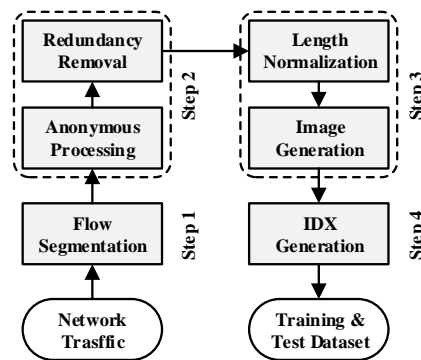 Redundancy
Removal
Anonymous
Processing
Step 2
Flow
Segmentation
Step 1
Network
Trasffic
Length
Normalization
Image
Generation
Step 3
IDX
Generation
Step 4
Training &
Test Dataset